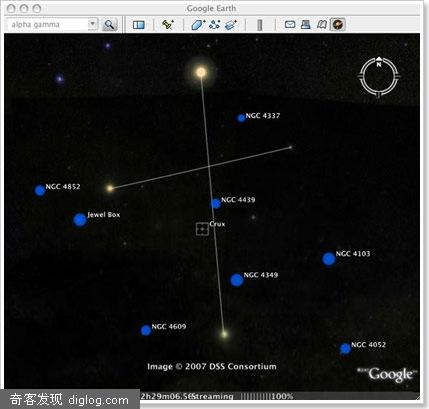 Google Earth
alpha gamma
N
NGC 4337
NGC 4852
NGC 4439
Jewel Box
Crux
NGC 4103
NGC 4349
NGC 4609
NGC 4052
Image © 2007 DSS Consortium
Google
2h29m06.56 Streaming |||||||||| 100%
奇客发现 diglog.com